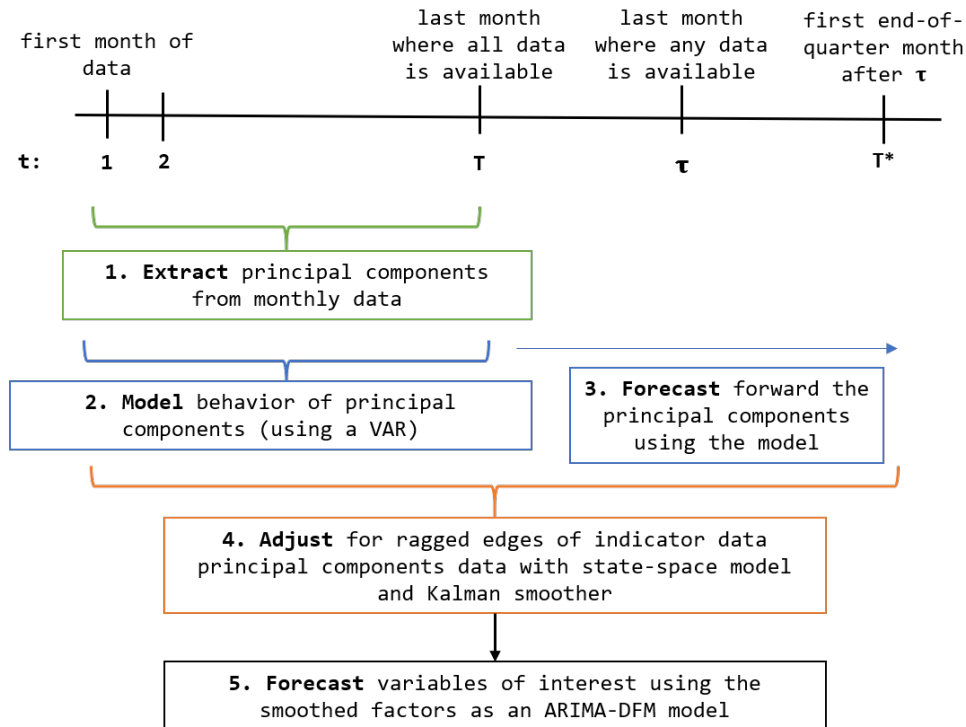 first month of
data
last month
where all data
is available
last month
where any data
is available
first end-of-
quarter month
after τ
t: 1 2 T τ T*
1. Extract principal components
from monthly data
2. Model behavior of principal
components (using a VAR)
3. Forecast forward the
principal components
using the model
4. Adjust for ragged edges of indicator data
principal components data with state-space model
and Kalman smoother
5. Forecast variables of interest using the
smoothed factors as an ARIMA-DFM model